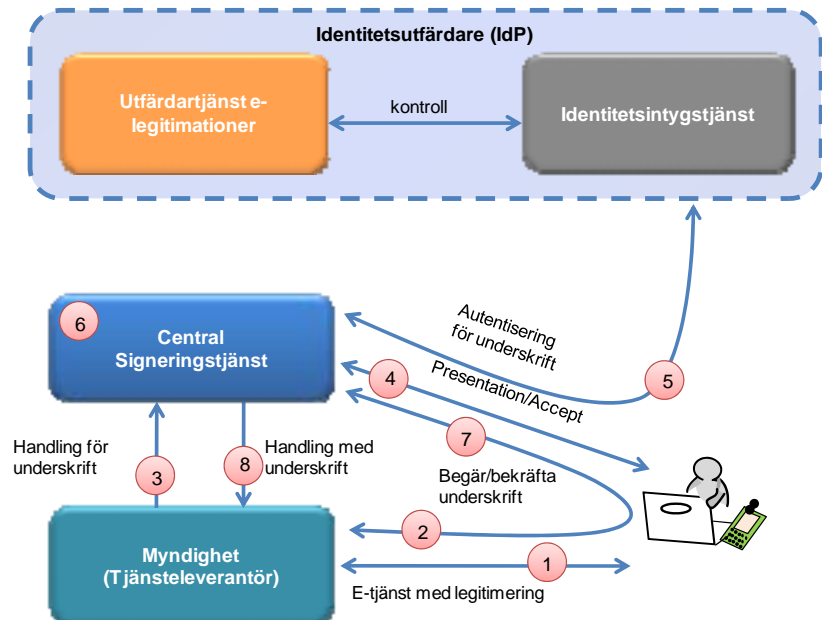 Identitetsutfärdare (IdP)
Utfärdartjänst e-
legitimationer
kontroll
Identitetsintygstjänst
6
Central
Signeringstjänst
Autentisering
för underskrift
5
4
Presentation/Accept
7
Handling för
underskrift
3
8
Handling med
underskrift
Begär/bekräfta
underskrift
2
Myndighet
(Tjänsteleverantör)
1
E-tjänst med legitimering